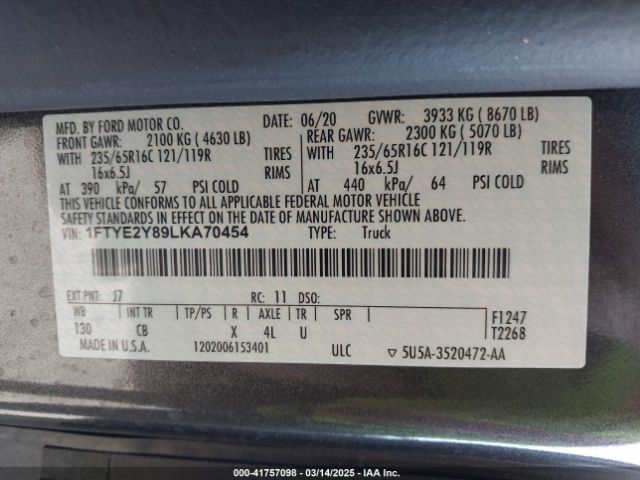 MFD. BY FORD MOTOR CO.
DATE: 06/20 GVWR: 3933 KG ( 8670 LB)
FRONT GAWR: 2100 KG ( 4630 LB)
REAR GAWR: 2300 KG ( 5070 LB)
WITH 235/65R16C 121/119R TIRES
WITH 235/65R16C 121/119R TIRES
16x6.5J RIMS
16x6.5J RIMS
AT 390 kPa/ 57 PSI COLD
AT 440 kPa/ 64 PSI COLD
THIS VEHICLE CONFORMS TO ALL APPLICABLE FEDERAL MOTOR VEHICLE
SAFETY STANDARDS IN EFFECT ON THE DATE OF MANUFACTURE SHOWN ABOVE.
VIN: 1FTYE2Y89LKA70454 TYPE: Truck
EXT PNT: J7 RC: 11 DSO:
WB INT TR TP/PS R AXLE TR SPR F1247
130 CB X 4L U T2268
MADE IN U.S.A. 1202006153401 ULC ▽ 5U5A-3520472-AA
000-41757098 - 03/14/2025 - IAA Inc.